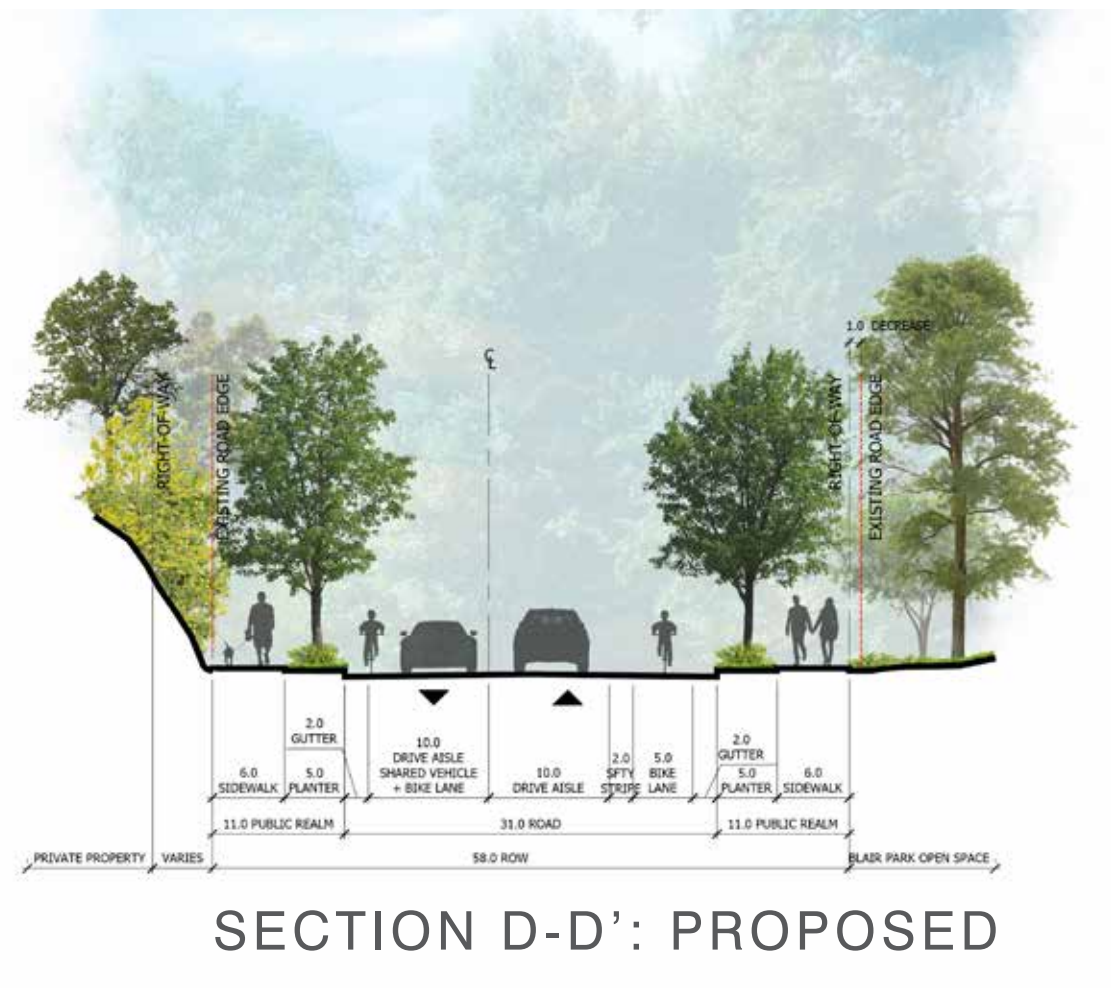 1.0 DECREASE
℄
RIGHT-OF-WAY
EXISTING ROAD EDGE
RIGHT-OF-WAY
EXISTING ROAD EDGE
6.0
SIDEWALK
2.0
GUTTER
5.0
PLANTER
10.0
DRIVE AISLE
SHARED VEHICLE
+ BIKE LANE
10.0
DRIVE AISLE
2.0
SFTY
STRIPE
5.0
BIKE
LANE
2.0
GUTTER
5.0
PLANTER
6.0
SIDEWALK
11.0 PUBLIC REALM
31.0 ROAD
11.0 PUBLIC REALM
PRIVATE PROPERTY
VARIES
58.0 ROW
BLAIR PARK OPEN SPACE
SECTION D-D’: PROPOSED